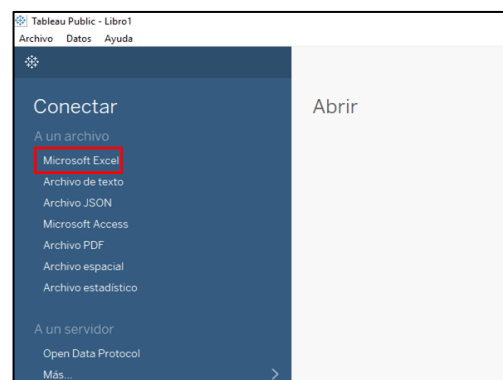 Tableau Public - Libro1
Archivo Datos Ayuda
Conectar
Abrir
A un archivo
Microsoft Excel
Archivo de texto
Archivo JSON
Microsoft Access
Archivo PDF
Archivo espacial
Archivo estadístico
A un servidor
Open Data Protocol
Más...